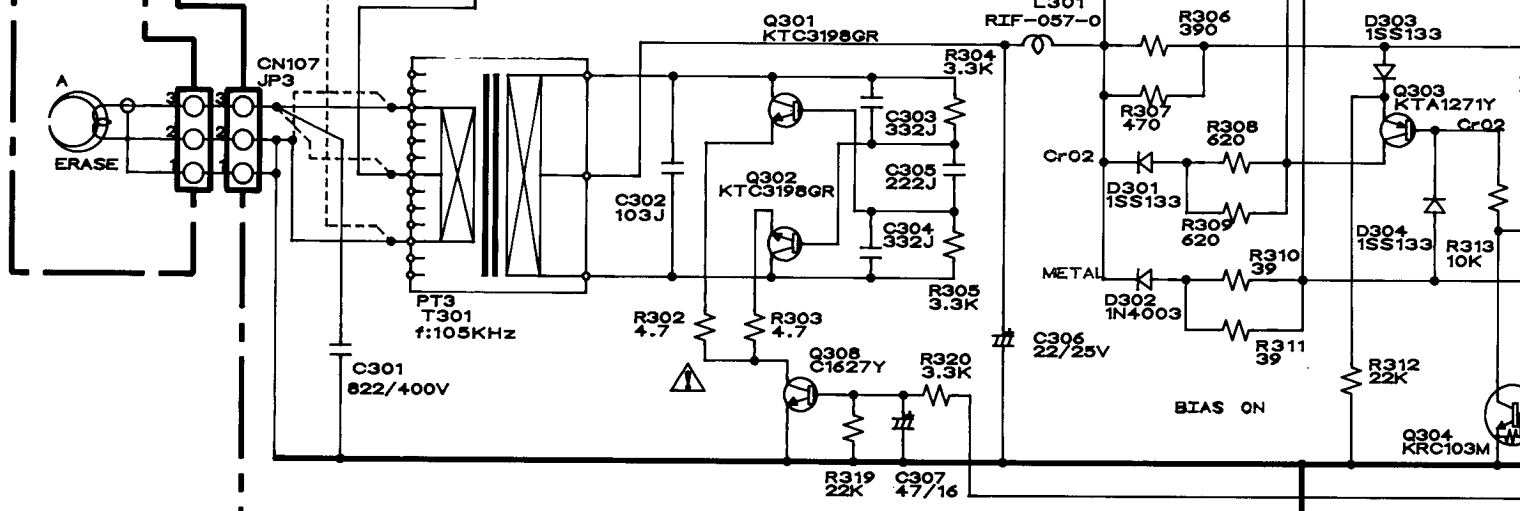 L301
RIF-057-0
Q301
KTC3198GR
R306
390
D303
1SS133
CN107
JP3
A
3
3
2
2
1
1
ERASE
R304
3.3K
C303
332J
R307
470
Q303
KTA1271Y
Cr02
R308
620
Cr02
C305
222J
Q302
KTC3198GR
C302
103J
D301
1SS133
R309
620
C304
332J
D304
1SS133
R313
10K
R310
39
METAL
R305
3.3K
D302
1N4003
PT3
T301
f:105KHz
R302
4.7
R303
4.7
C306
22/25V
R311
39
Q308
C1627Y
R320
3.3K
C301
822/400V
R312
22K
BIAS ON
Q304
KRC103M
R319
22K
C307
47/16